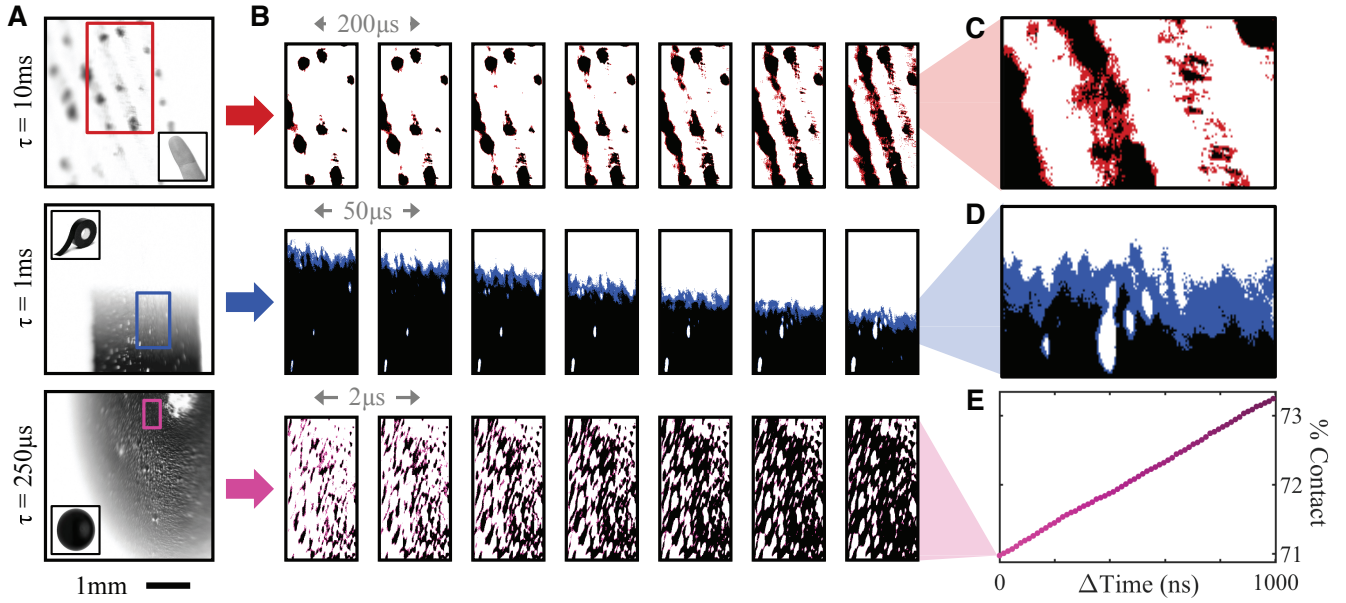 A
τ = 10ms
τ = 1ms
τ = 250μs
1mm
B
200μs
50μs
2μs
C
D
E
73
72
71
% Contact
0
ΔTime (ns)
1000